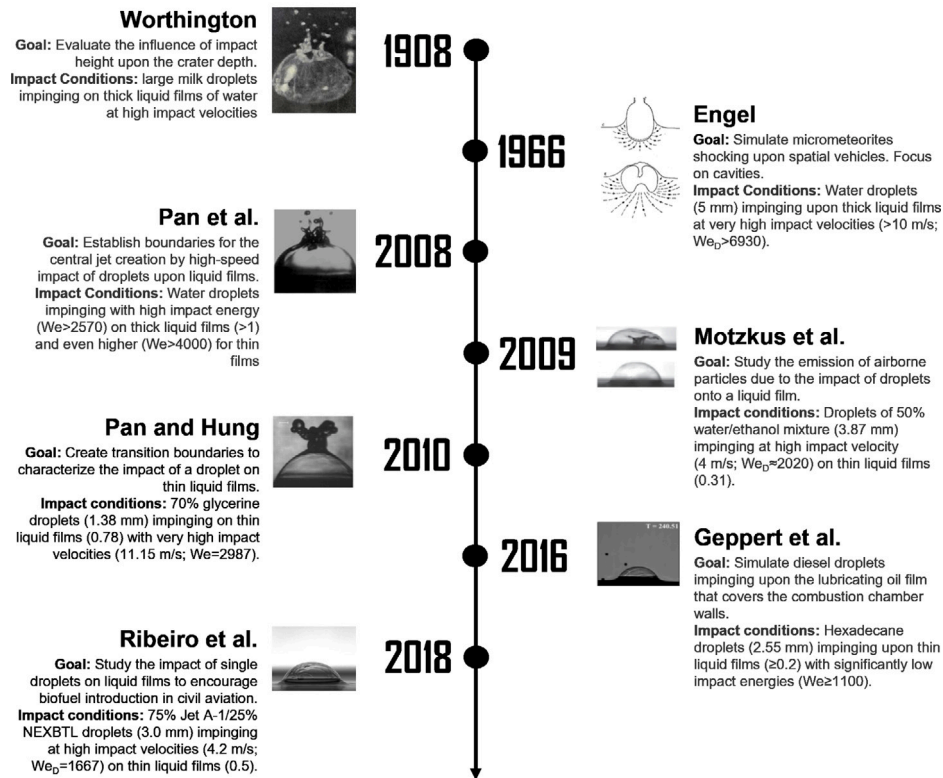 Worthington
Goal: Evaluate the influence of impact
height upon the crater depth.
Impact Conditions: large milk droplets
impinging on thick liquid films of water
at high impact velocities
1908
1966
Engel
Goal: Simulate micrometeorites
shocking upon spatial vehicles. Focus
on cavities.
Impact Conditions: Water droplets
(5 mm) impinging upon thick liquid films
at very high impact velocities (>10 m/s;
WeD>6930).
Pan et al.
Goal: Establish boundaries for the
central jet creation by high-speed
impact of droplets upon liquid films.
Impact Conditions: Water droplets
impinging with high impact energy
(We>2570) on thick liquid films (>1)
and even higher (We>4000) for thin
films
2008
2009
Motzkus et al.
Goal: Study the emission of airborne
particles due to the impact of droplets
onto a liquid film.
Impact conditions: Droplets of 50%
water/ethanol mixture (3.87 mm)
impinging at high impact velocity
(4 m/s; WeD≈2020) on thin liquid films
(0.31).
Pan and Hung
Goal: Create transition boundaries to
characterize the impact of a droplet on
thin liquid films.
Impact conditions: 70% glycerine
droplets (1.38 mm) impinging on thin
liquid films (0.78) with very high impact
velocities (11.15 m/s; We=2987).
2010
2016
T = 240.51
Geppert et al.
Goal: Simulate diesel droplets
impinging upon the lubricating oil film
that covers the combustion chamber
walls.
Impact conditions: Hexadecane
droplets (2.55 mm) impinging upon thin
liquid films (≥0.2) with significantly low
impact energies (We≥1100).
Ribeiro et al.
Goal: Study the impact of single
droplets on liquid films to encourage
biofuel introduction in civil aviation.
Impact conditions: 75% Jet A-1/25%
NEXBTL droplets (3.0 mm) impinging
at high impact velocities (4.2 m/s;
WeD=1667) on thin liquid films (0.5).
2018